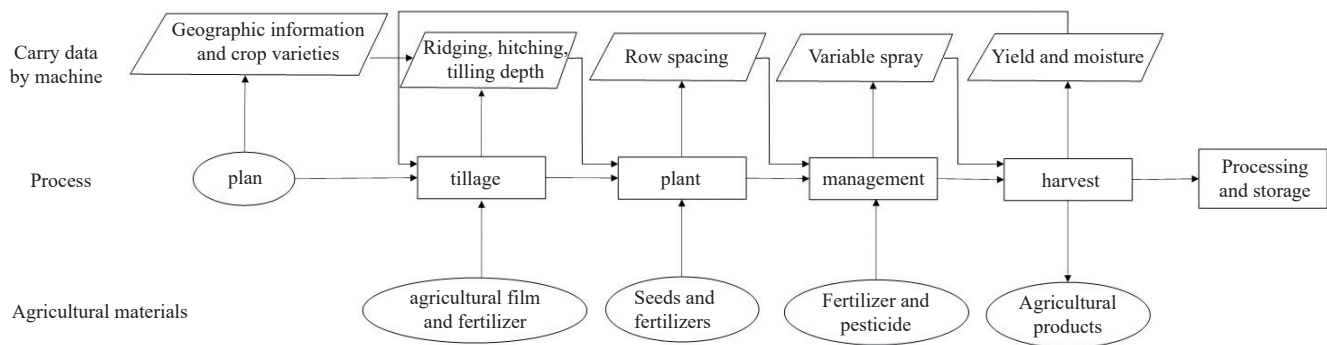 Carry data
by machine
Geographic information
and crop varieties
Ridging, hitching,
tilling depth
Row spacing
Variable spray
Yield and moisture
Process
plan
tillage
plant
management
harvest
Processing
and storage
Agricultural materials
agricultural film
and fertilizer
Seeds and
fertilizers
Fertilizer and
pesticide
Agricultural
products